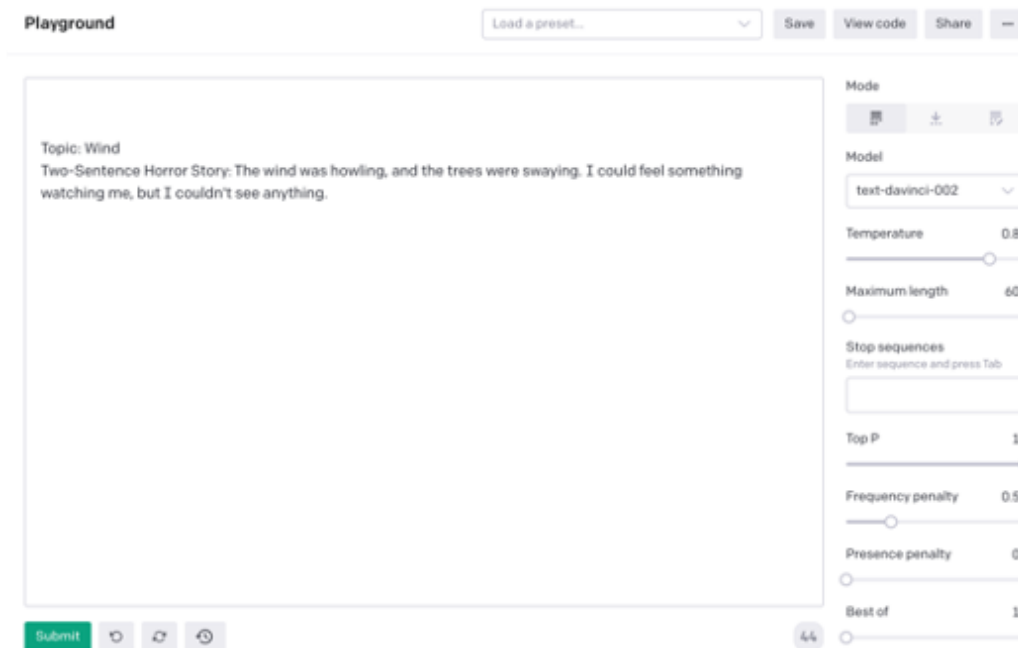 Playground
Load a preset...
Save
View code
Share
Topic: Wind
Two-Sentence Horror Story: The wind was howling, and the trees were swaying. I could feel something
watching me, but I couldn't see anything.
Mode
Model
text-davinci-002
Temperature 0.8
Maximum length 60
Stop sequences
Enter sequence and press Tab
Top P 1
Frequency penalty 0.5
Presence penalty 0
Best of 1
Submit
44